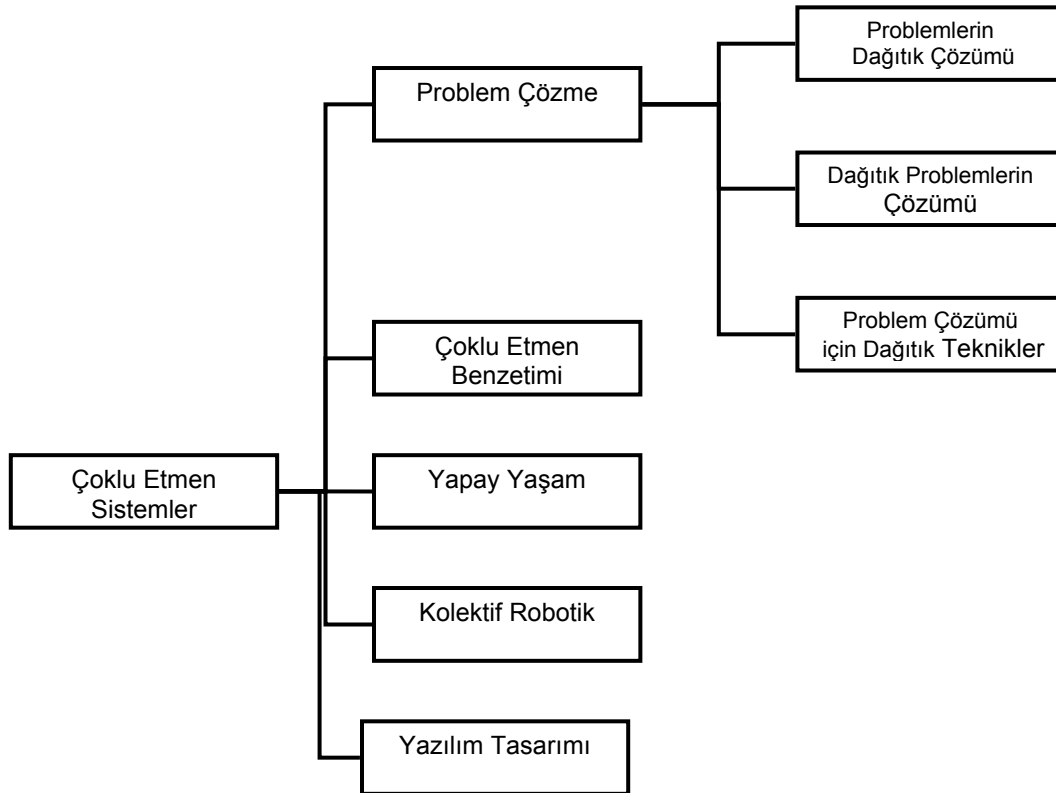 Problemlerin
Dağıtık Çözümü
Problem Çözme
Dağıtık Problemlerin
Çözümü
Problem Çözümü
için Dağıtık Teknikler
Çoklu Etmen
Benzetimi
Çoklu Etmen
Sistemler
Yapay Yaşam
Kolektif Robotik
Yazılım Tasarımı